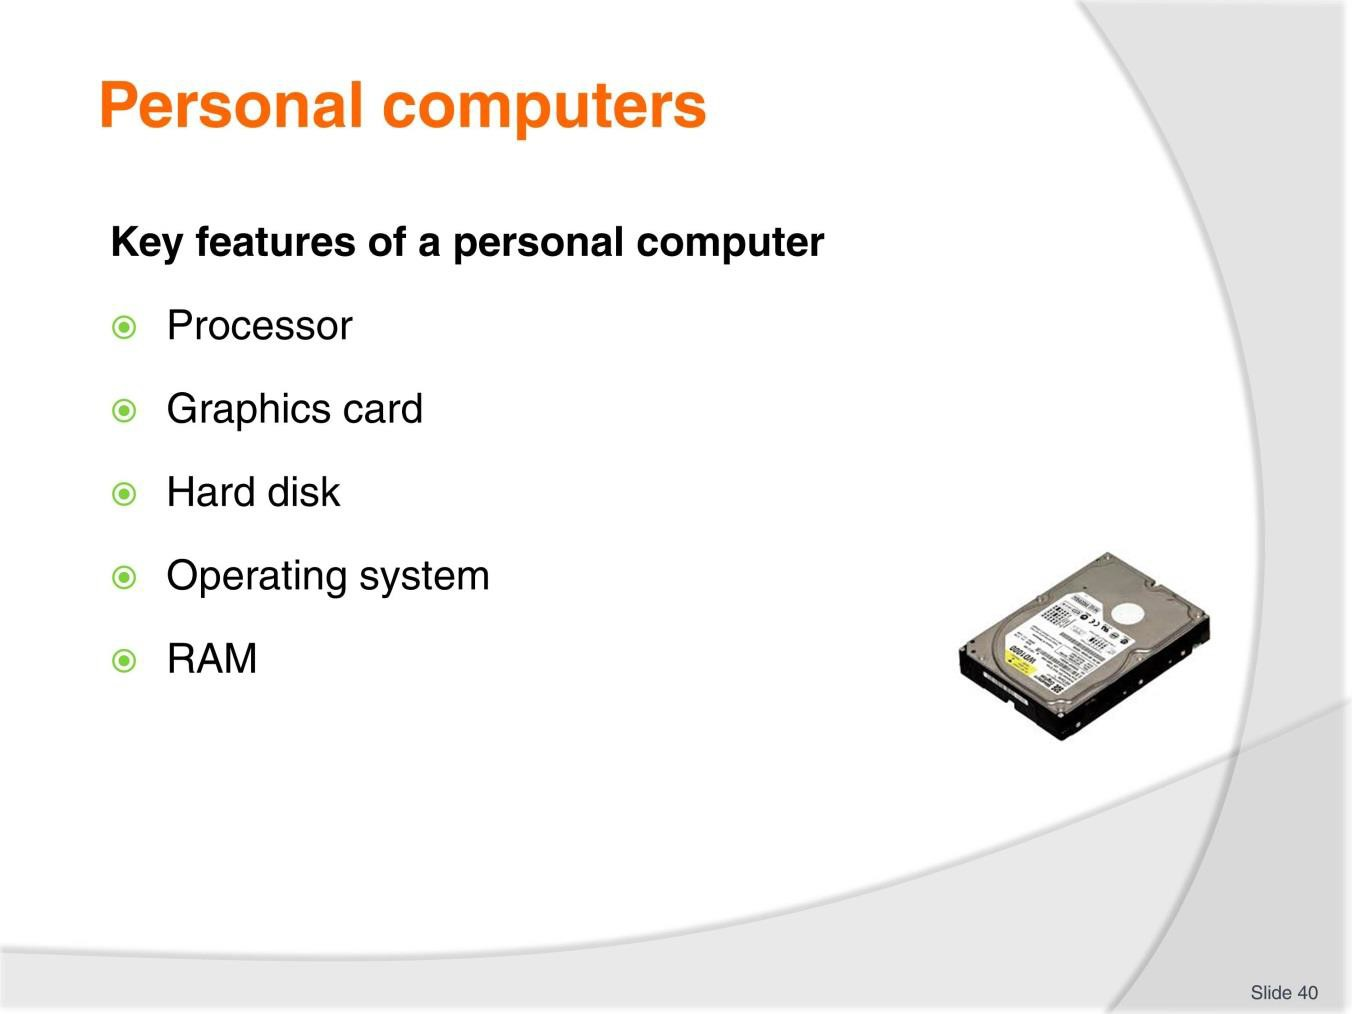 Personal computers
Key features of a personal computer
Processor
Graphics card
Hard disk
Operating system
RAM
Slide 40